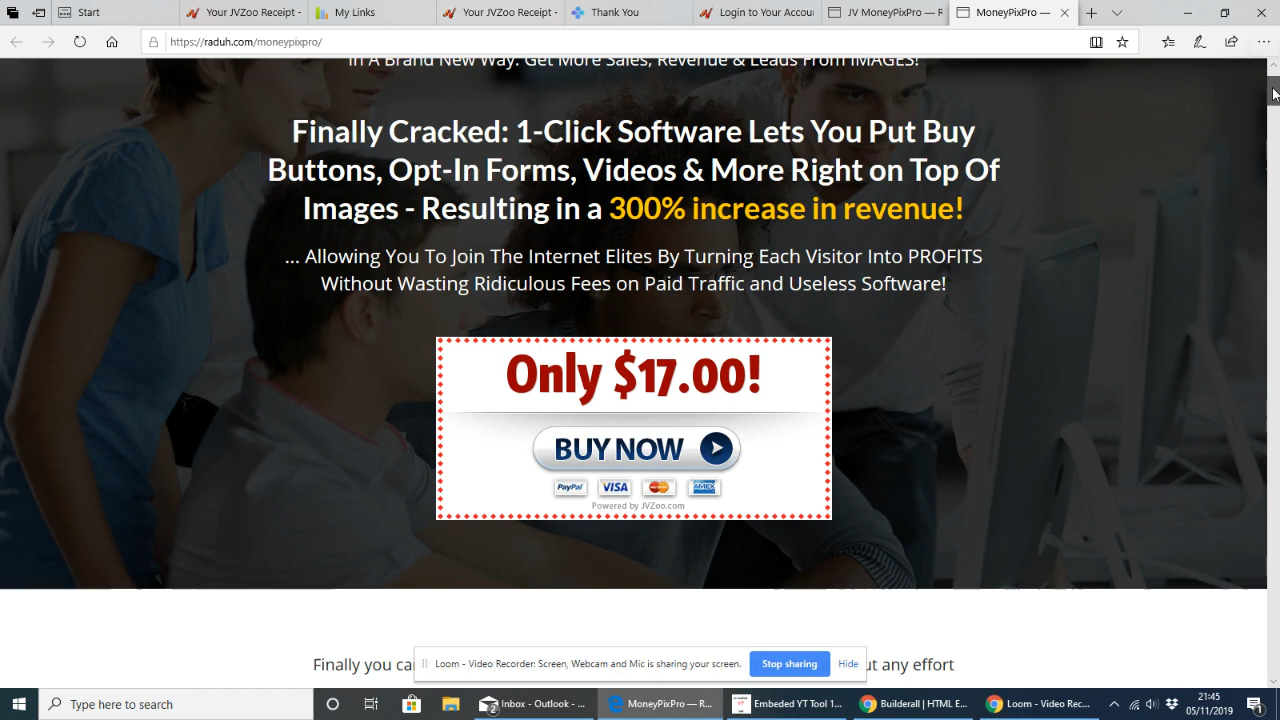 Start
Your JVZoo Receipt -
My Links
Your JVZoo Receipt -
Thank You
Login to Your Accou
JV MoneyPixPro — F
MoneyPixPro —
https://raduh.com/moneypixpro/
In A Brand New Way. Get More Sales, Revenue & Leads From IMAGES!
Finally Cracked: 1-Click Software Lets You Put Buy
Buttons, Opt-In Forms, Videos & More Right on Top Of
Images - Resulting in a 300% increase in revenue!
... Allowing You To Join The Internet Elites By Turning Each Visitor Into PROFITS
Without Wasting Ridiculous Fees on Paid Traffic and Useless Software!
Only $17.00!
BUY NOW
PayPal VISA MasterCard AMEX
Powered by JVZoo.com
Finally you ca ut any effort
Loom - Video Recorder: Screen, Webcam and Mic is sharing your screen. Stop sharing Hide
Type here to search
2
Inbox - Outlook - ...
MoneyPixPro — R...
Embeded YT Tool 1...
Builderall | HTML E...
Loom - Video Rec...
21:45
05/11/2019
1